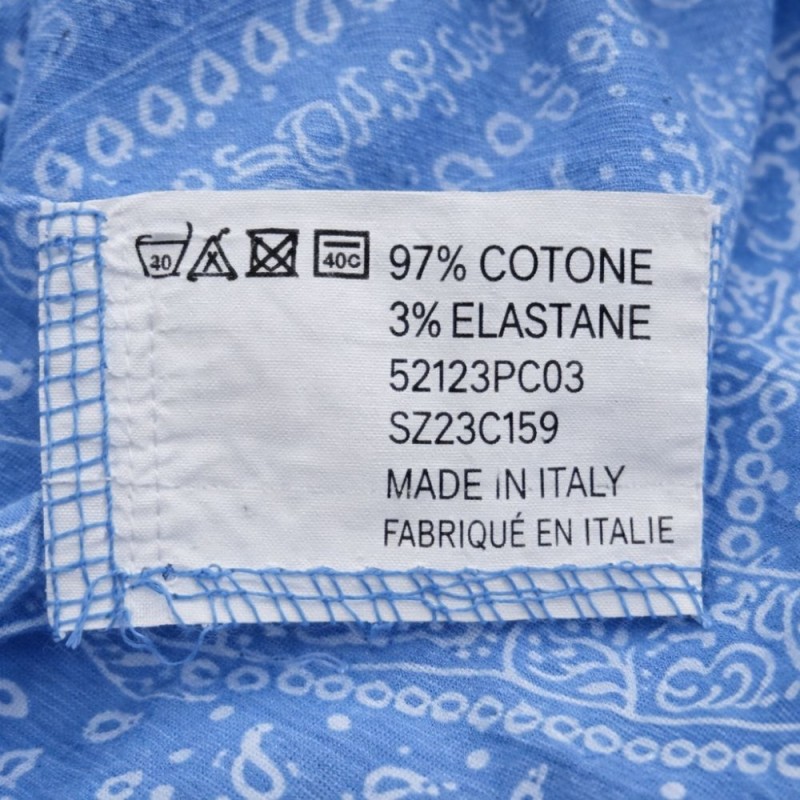 30
40C
97% COTONE
3% ELASTANE
52123PC03
SZ23C159
MADE IN ITALY
FABRIQUÉ EN ITALIE